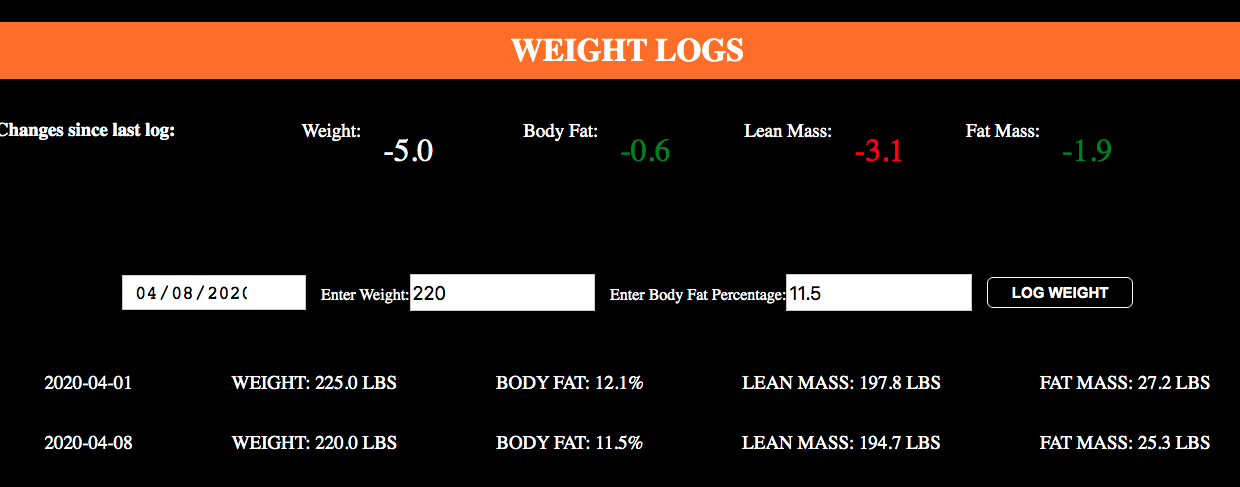 WEIGHT LOGS
Changes since last log: Weight: -5.0 Body Fat: -0.6 Lean Mass: -3.1 Fat Mass: -1.9
04/08/2020 Enter Weight: 220 Enter Body Fat Percentage: 11.5 LOG WEIGHT
2020-04-01 WEIGHT: 225.0 LBS BODY FAT: 12.1% LEAN MASS: 197.8 LBS FAT MASS: 27.2 LBS
2020-04-08 WEIGHT: 220.0 LBS BODY FAT: 11.5% LEAN MASS: 194.7 LBS FAT MASS: 25.3 LBS